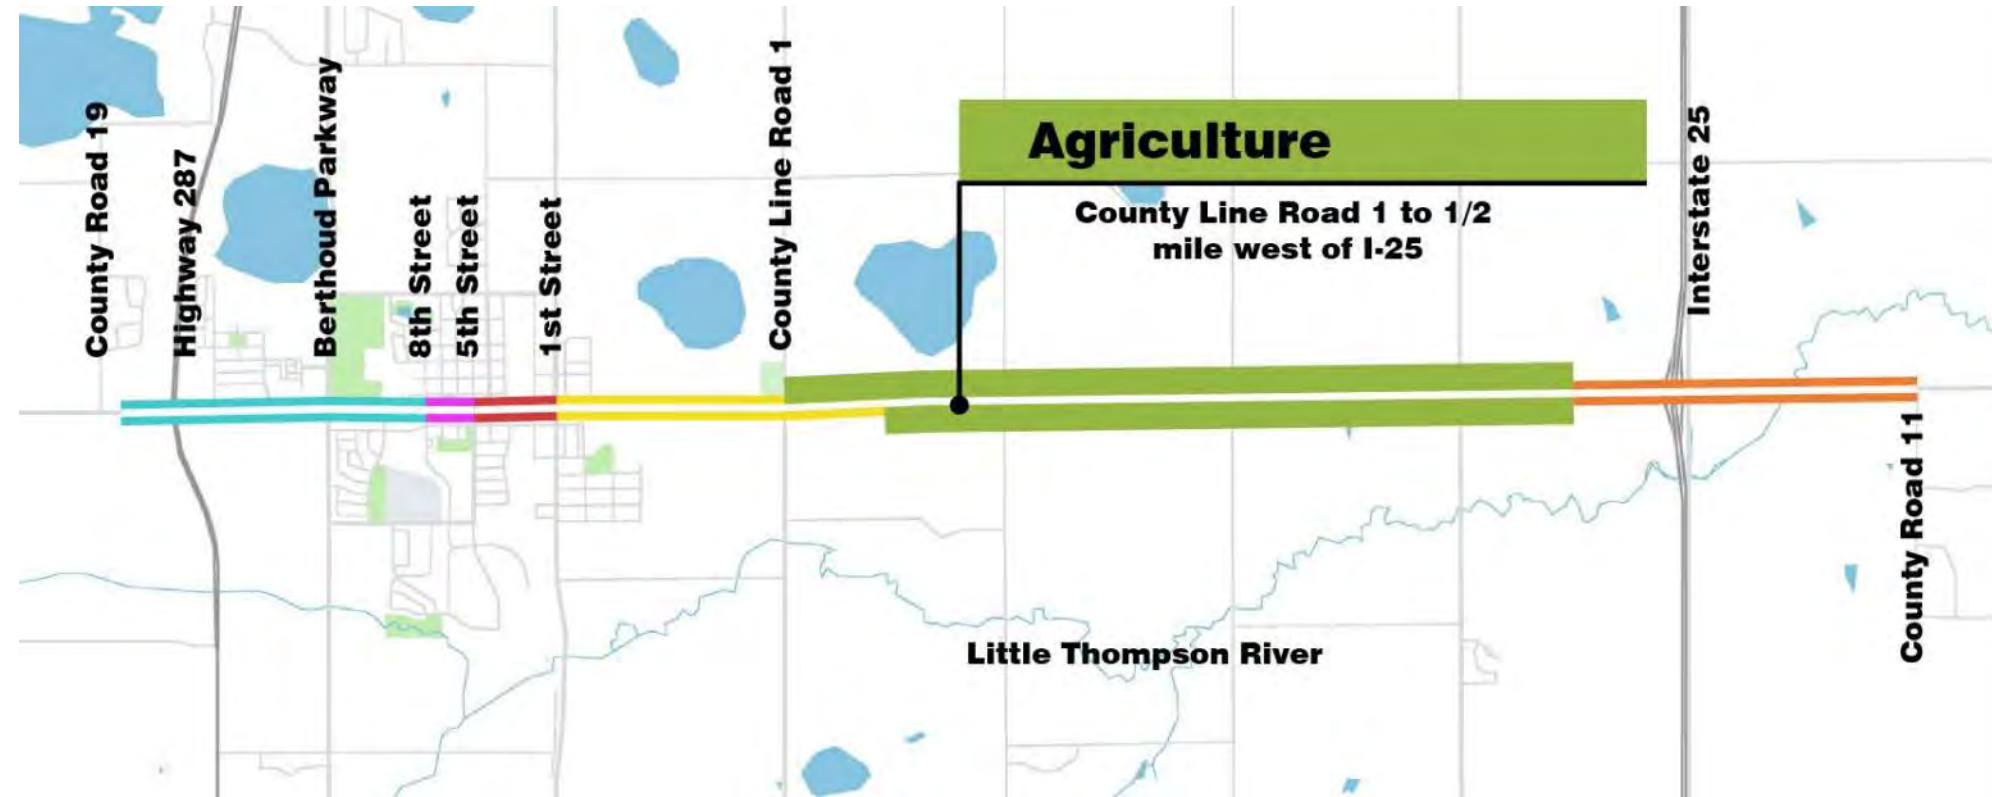 County Road 19
Highway 287
Berthoud Parkway
8th Street
5th Street
1st Street
County Line Road 1
Agriculture
County Line Road 1 to 1/2
mile west of I-25
Interstate 25
County Road 11
Little Thompson River